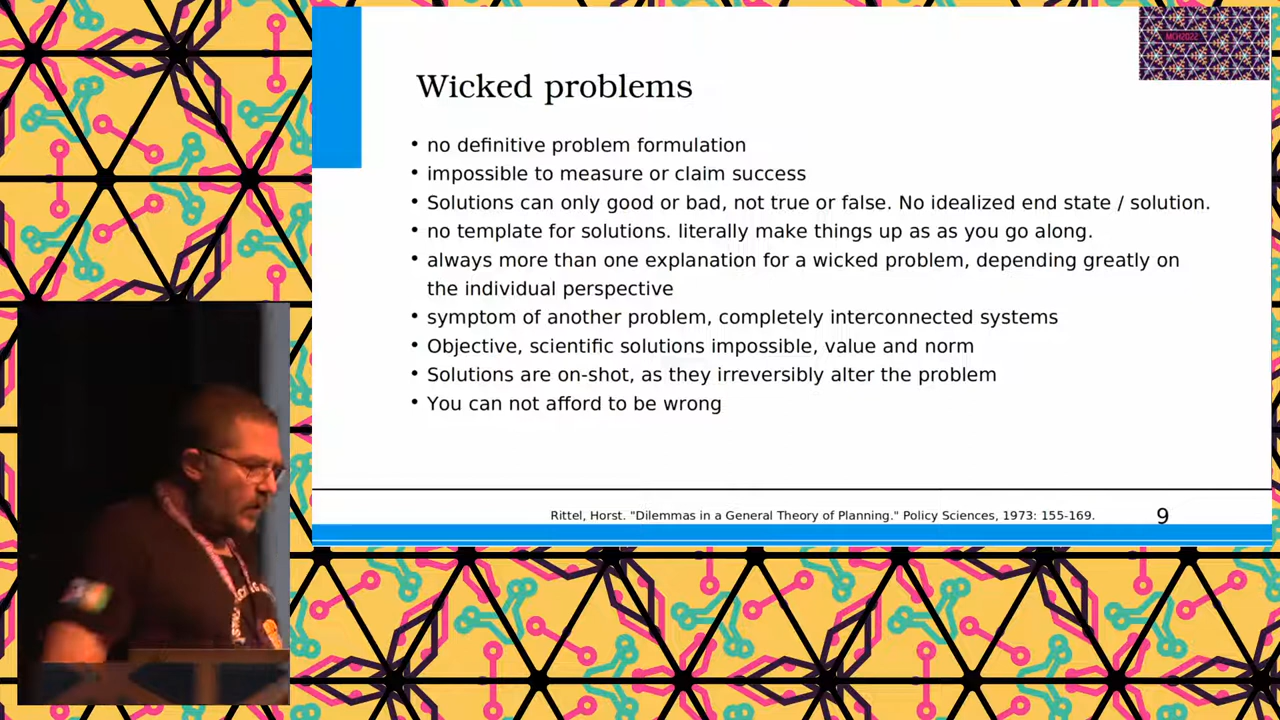 MCH2022
Wicked problems
• no definitive problem formulation
• impossible to measure or claim success
• Solutions can only good or bad, not true or false. No idealized end state / solution.
• no template for solutions. literally make things up as as you go along.
• always more than one explanation for a wicked problem, depending greatly on
the individual perspective
• symptom of another problem, completely interconnected systems
• Objective, scientific solutions impossible, value and norm
• Solutions are on-shot, as they irreversibly alter the problem
• You can not afford to be wrong
Rittel, Horst. "Dilemmas in a General Theory of Planning." Policy Sciences, 1973: 155-169.
9